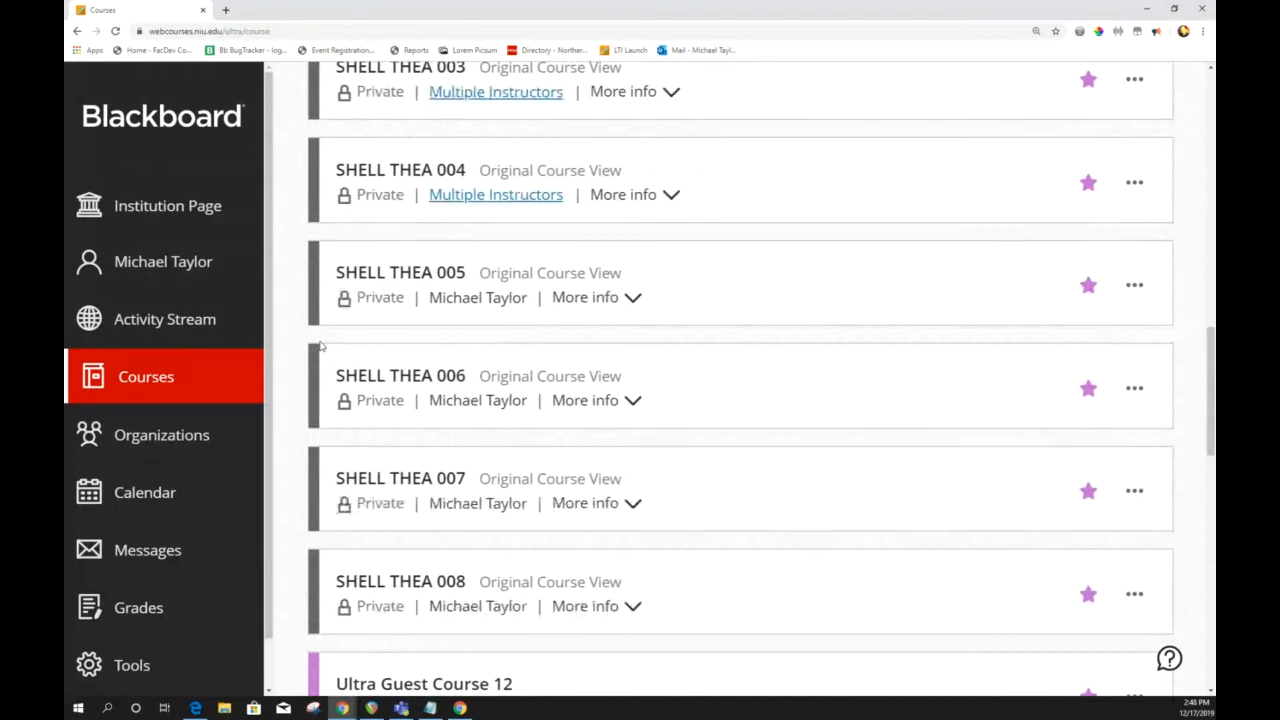 Courses
webcourses.niu.edu/ultra/course
Apps Home - FacDev Co... Bb BugTracker - log... Event Registration... Reports Lorem Picsum Directory - Norther... LTI Launch Mail - Michael Tayl...
Blackboard
Institution Page
Michael Taylor
Activity Stream
Courses
Organizations
Calendar
Messages
Grades
Tools
SHELL THEA 003 Original Course View
Private | Multiple Instructors | More info
SHELL THEA 004 Original Course View
Private | Multiple Instructors | More info
SHELL THEA 005 Original Course View
Private | Michael Taylor | More info
SHELL THEA 006 Original Course View
Private | Michael Taylor | More info
SHELL THEA 007 Original Course View
Private | Michael Taylor | More info
SHELL THEA 008 Original Course View
Private | Michael Taylor | More info
Ultra Guest Course 12
2:48 PM
12/17/2019